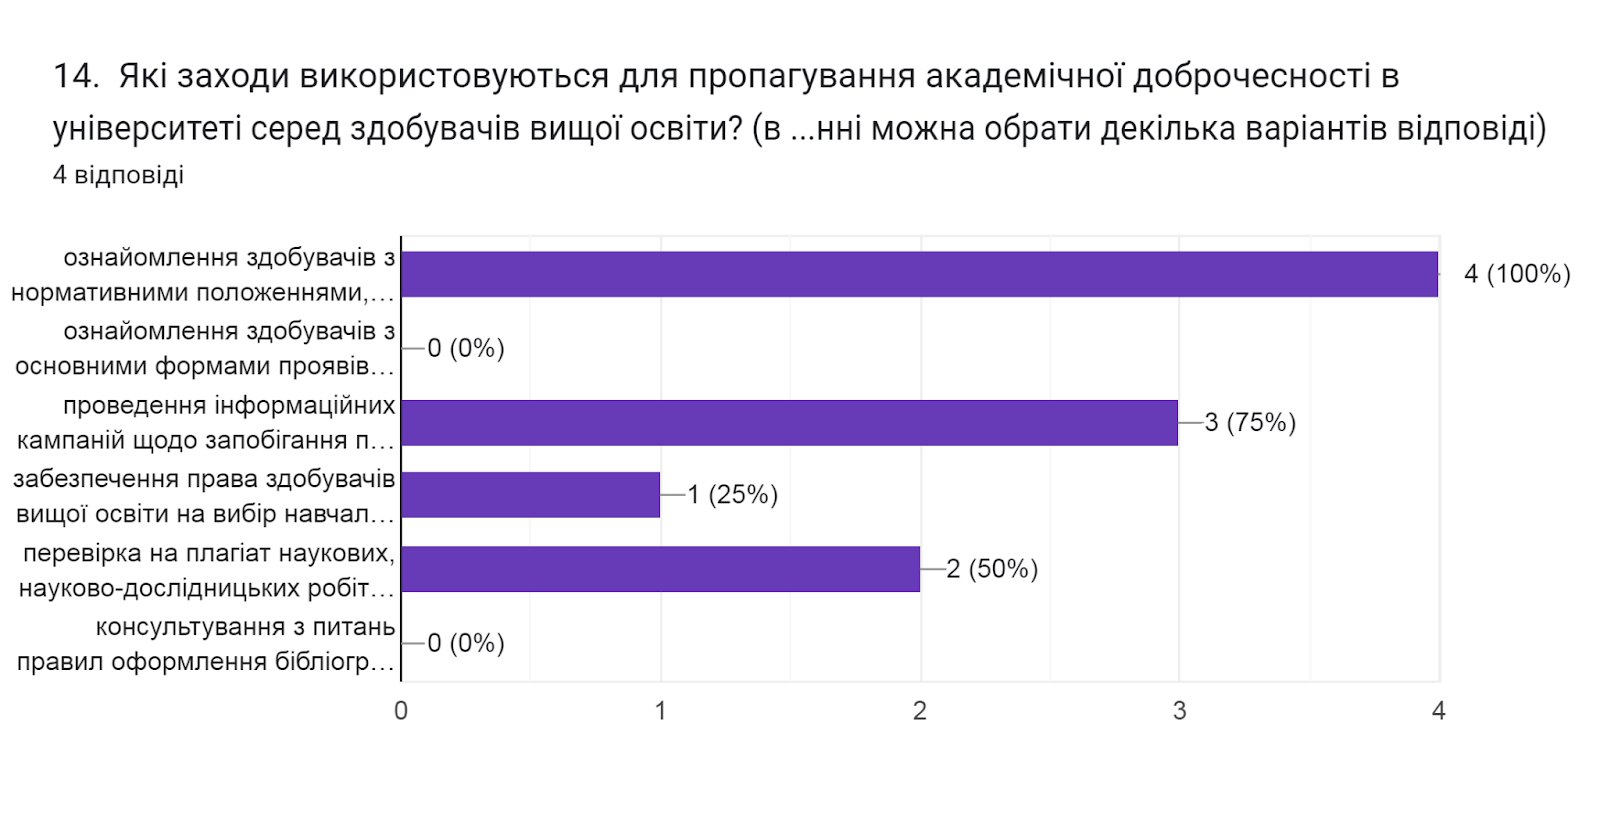 14.  Які заходи використовуються для пропагування академічної доброчесності в
університеті серед здобувачів вищої освіти? (в ...нні можна обрати декілька варіантів відповіді)
4 відповіді
ознайомлення здобувачів з
нормативними положеннями,…
4 (100%)
ознайомлення здобувачів з
основними формами проявів…
0 (0%)
проведення інформаційних
кампаній щодо запобігання п…
3 (75%)
забезпечення права здобувачів
вищої освіти на вибір навчал…
1 (25%)
перевірка на плагіат наукових,
науково-дослідницьких робіт…
2 (50%)
консультування з питань
правил оформлення бібліогр…
0 (0%)
0 1 2 3 4